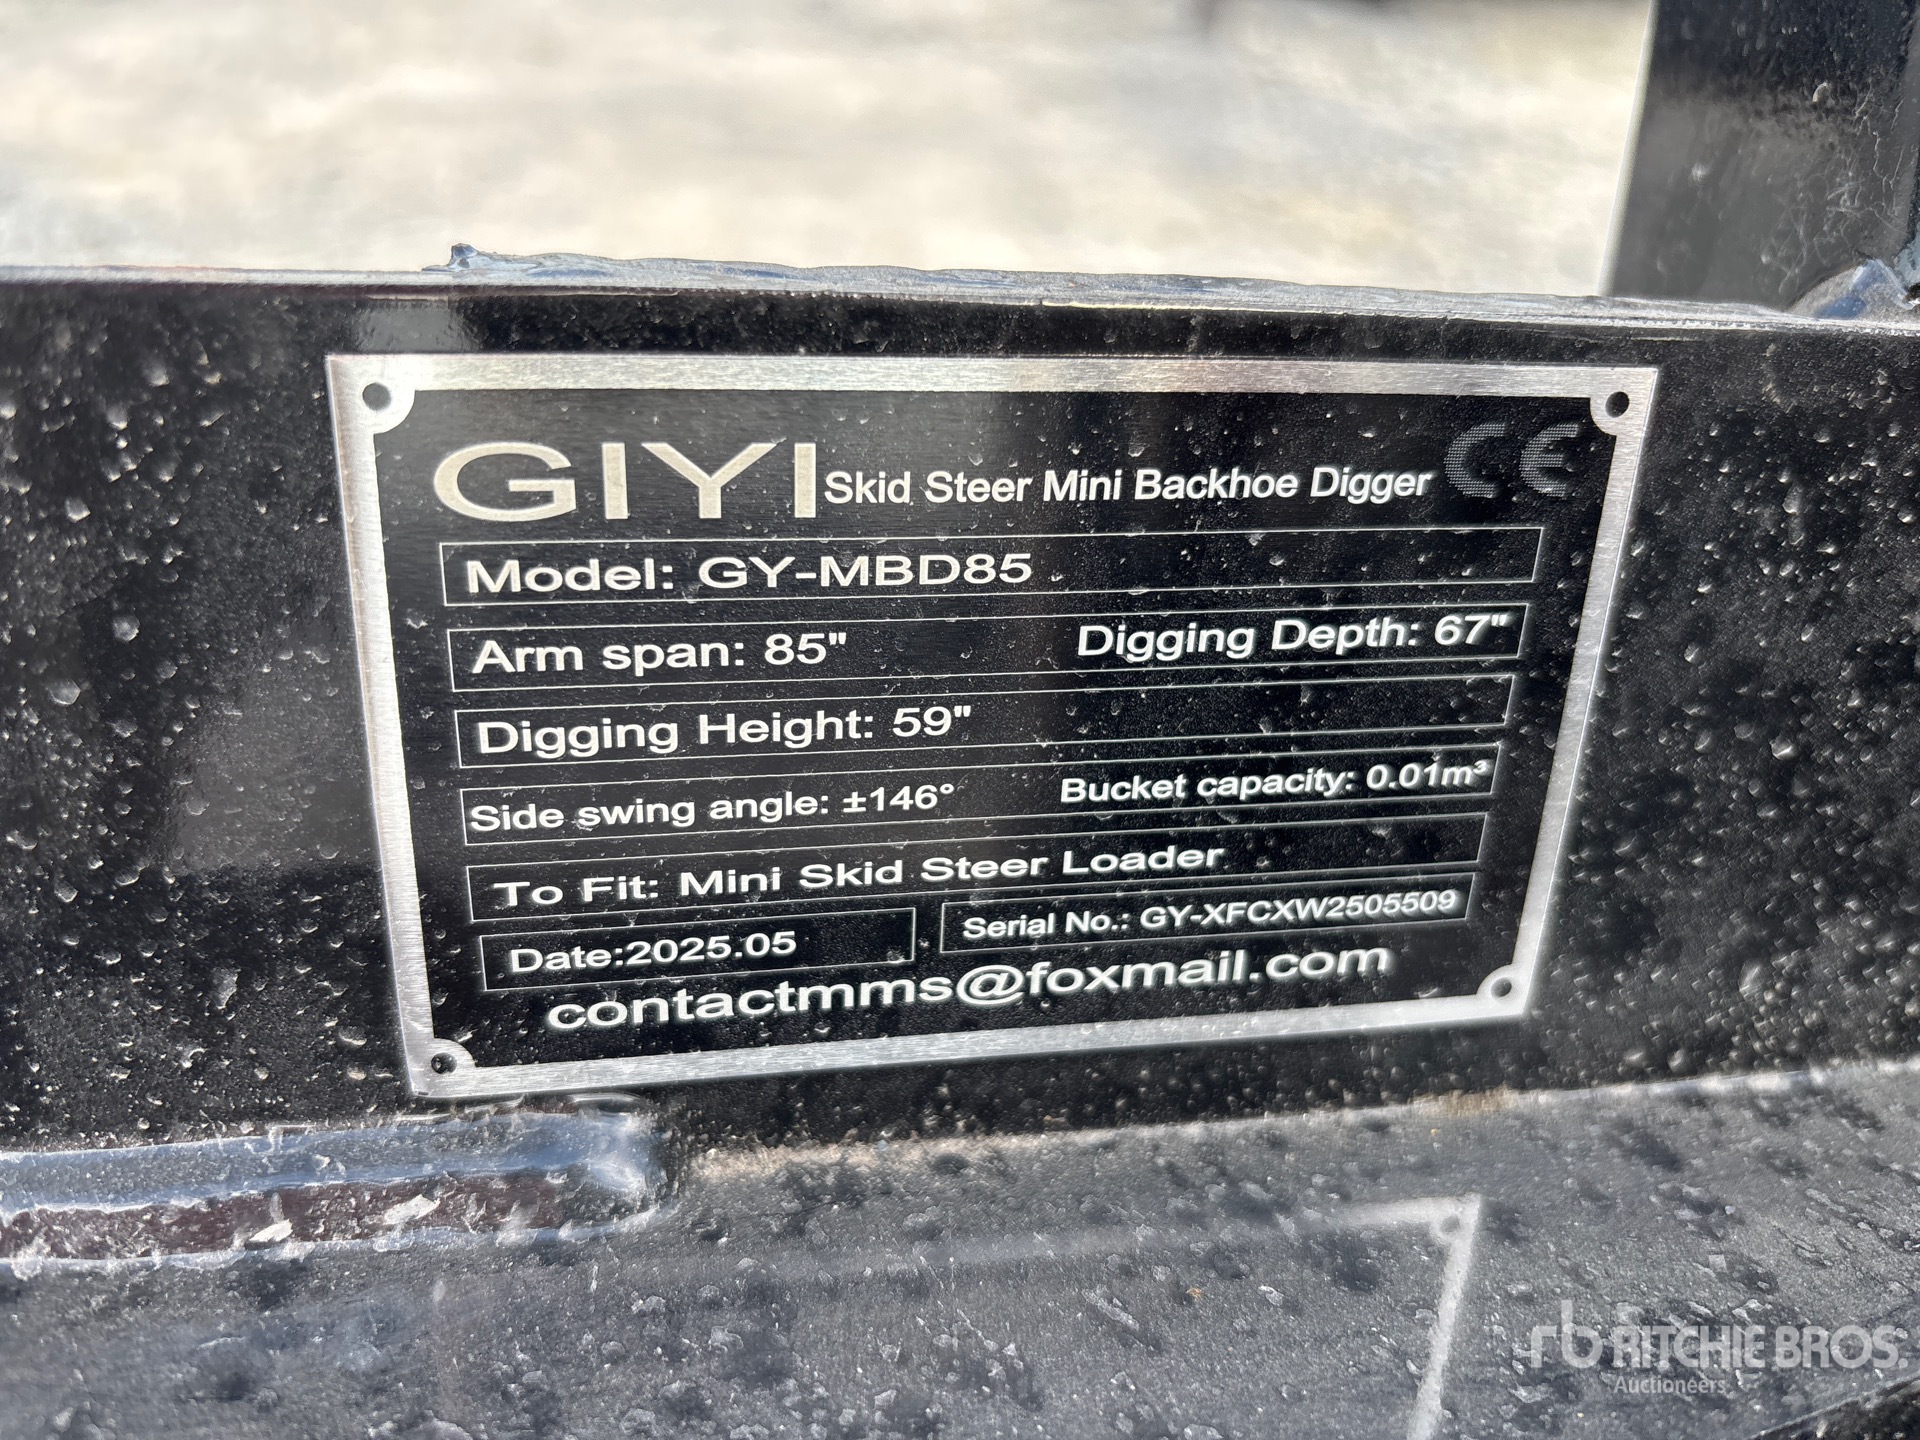 GIYI Skid Steer Mini Backhoe Digger CE
Model: GY-MBD85
Arm span: 85" Digging Depth: 67"
Digging Height: 59"
Side swing angle: ±146° Bucket capacity: 0.01m³
To Fit: Mini Skid Steer Loader
Date:2025.05 Serial No.: GY-XFCXW2505509
contactmms@foxmail.com
rb RITCHIE BROS.
Auctioneers